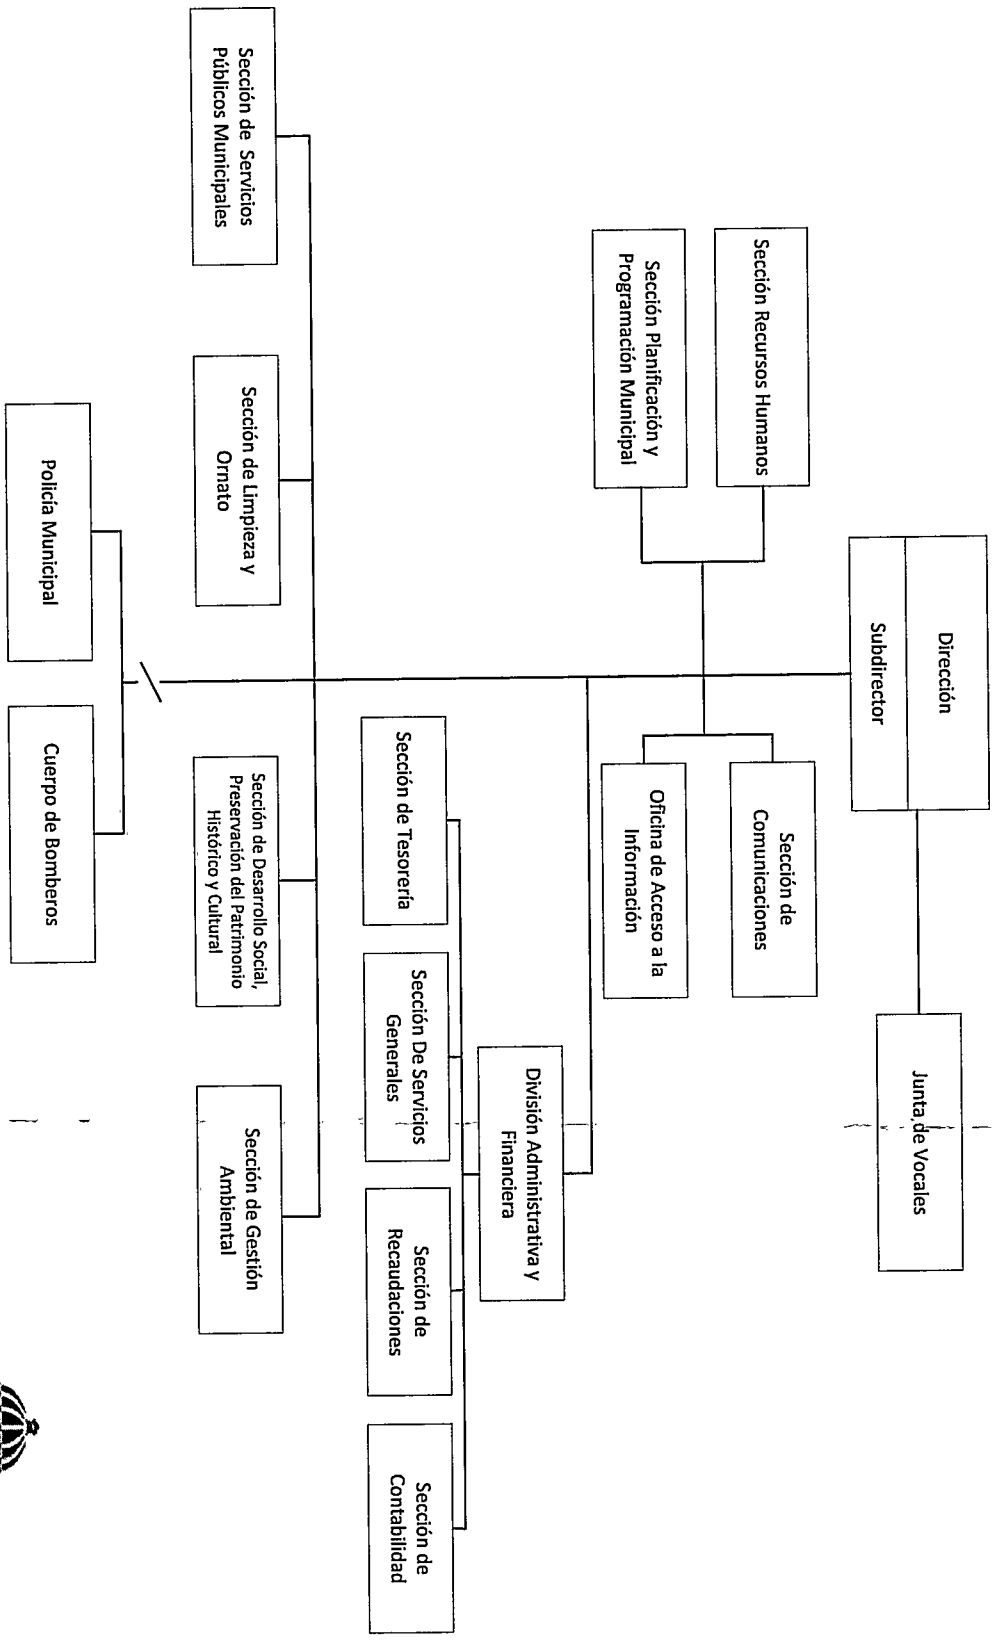 Dirección
Subdirector
Junta de Vocales
Sección Recursos Humanos
Sección de
Comunicaciones
Sección Planificación y
Programación Municipal
Oficina de Acceso a la
Información
División Administrativa y
Financiera
Sección de Tesorería
Sección De Servicios
Generales
Sección de
Recaudaciones
Sección de
Contabilidad
Sección de Servicios
Públicos Municipales
Sección de Limpieza y
Ornato
Sección de Desarrollo Social,
Preservación del Patrimonio
Histórico y Cultural
Sección de Gestión
Ambiental
Policía Municipal
Cuerpo de Bomberos